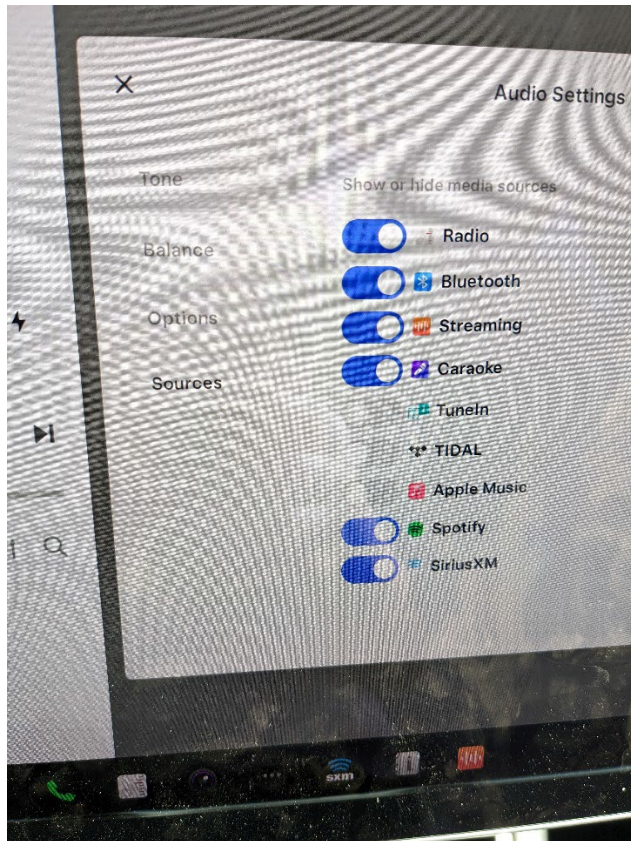 Audio Settings
Tone
Balance
Options
Sources
Show or hide media sources
Radio
Bluetooth
Streaming
Caraoke
TuneIn
TIDAL
Apple Music
Spotify
SiriusXM
sxm